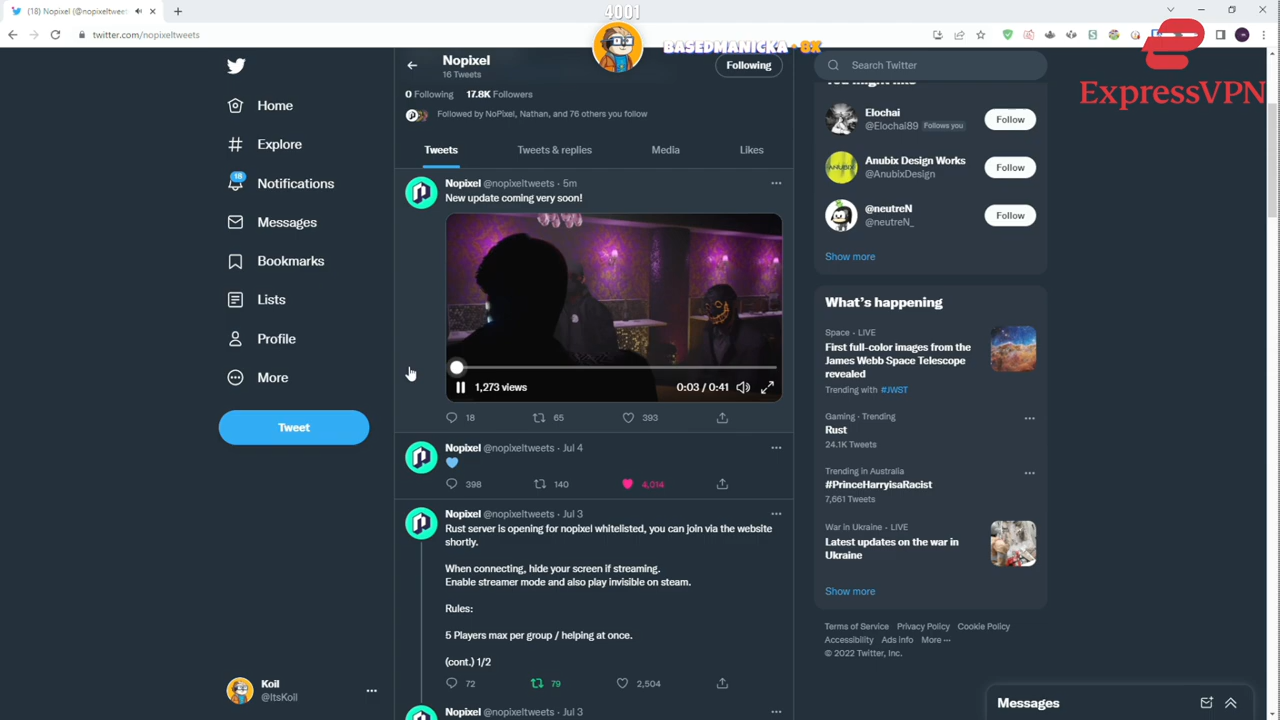 (18) Nopixel (@nopixeltweets
twitter.com/nopixeltweets
4001
BASEDMANICKA • 8X
ExpressVPN
Home
Explore
18
Notifications
Messages
Bookmarks
Lists
Profile
More
Tweet
Koil
@ItsKoil
Nopixel
16 Tweets
Following
0 Following 17.8K Followers
Followed by NoPixel, Nathan, and 76 others you follow
Tweets Tweets & replies Media Likes
Nopixel @nopixeltweets · 5m
New update coming very soon!
1,273 views 0:03 / 0:41
18 65 393
Nopixel @nopixeltweets · Jul 4
398 140 4,014
Nopixel @nopixeltweets · Jul 3
Rust server is opening for nopixel whitelisted, you can join via the website
shortly.
When connecting, hide your screen if streaming.
Enable streamer mode and also play invisible on steam.
Rules:
5 Players max per group / helping at once.
(cont.) 1/2
72 79 2,504
Nopixel @nopixeltweets · Jul 3
Search Twitter
You might like
Elochai
@Elochai89 Follows you
Follow
Anubix Design Works
@AnubixDesign
Follow
@neutreN
@neutreN_
Follow
Show more
What's happening
Space · LIVE
First full-color images from the
James Webb Space Telescope
revealed
Trending with #JWST
Gaming · Trending
Rust
24.1K Tweets
Trending in Australia
#PrinceHarryisaRacist
7,661 Tweets
War in Ukraine · LIVE
Latest updates on the war in
Ukraine
Show more
Terms of Service Privacy Policy Cookie Policy
Accessibility Ads info More ···
© 2022 Twitter, Inc.
Messages